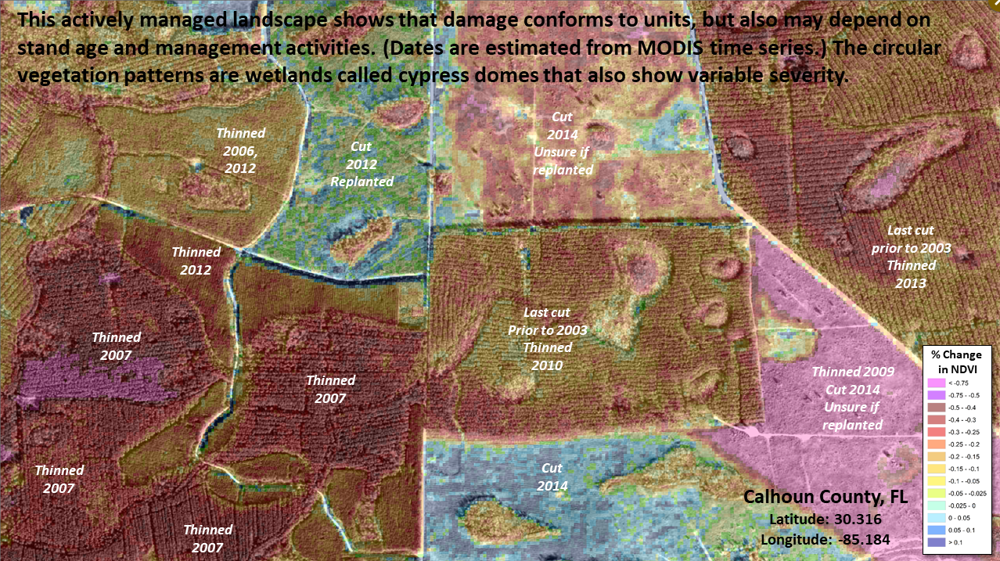 This actively managed landscape shows that damage conforms to units, but also may depend on
stand age and management activities. (Dates are estimated from MODIS time series.) The circular
vegetation patterns are wetlands called cypress domes that also show variable severity.
Thinned
2006,
2012
Cut
2012
Replanted
Cut
2014
Unsure if
replanted
Last cut
prior to 2003
Thinned
2013
Thinned
2012
Thinned
2007
Thinned
2007
Last cut
Prior to 2003
Thinned
2010
Thinned 2009
Cut 2014
Unsure if
replanted
Thinned
2007
Thinned
2007
Cut
2014
Calhoun County, FL
Latitude: 30.316
Longitude: -85.184
% Change
in NDVI
< -0.75
-0.75 - -0.5
-0.5 - -0.4
-0.4 - -0.3
-0.3 - -0.25
-0.25 - -0.2
-0.2 - -0.15
-0.15 - -0.1
-0.1 - -0.05
-0.05 - -0.025
-0.025 - 0
0 - 0.05
0.05 - 0.1
> 0.1